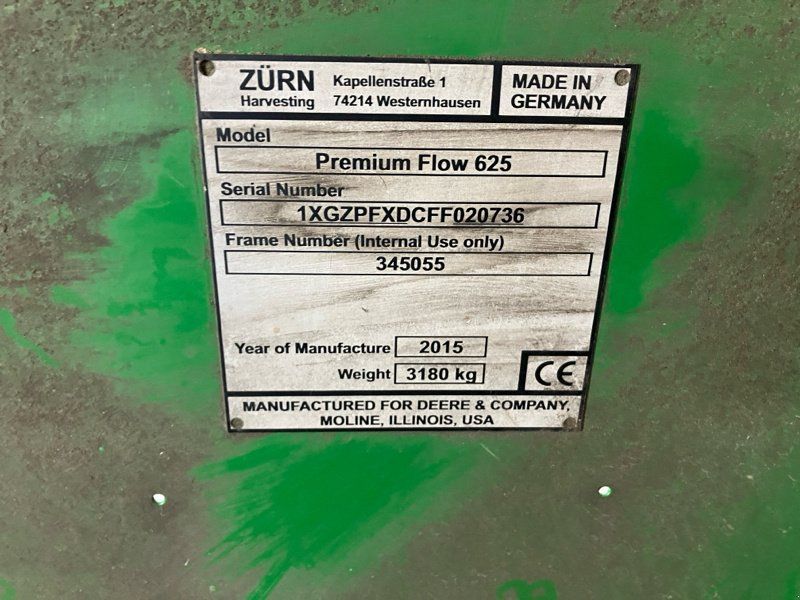 ZÜRN
Harvesting
Kapellenstraße 1
74214 Westernhausen
MADE IN
GERMANY
Model
Premium Flow 625
Serial Number
1XGZPFXDCFF020736
Frame Number (Internal Use only)
345055
Year of Manufacture 2015
Weight 3180 kg
CE
MANUFACTURED FOR DEERE & COMPANY,
MOLINE, ILLINOIS, USA